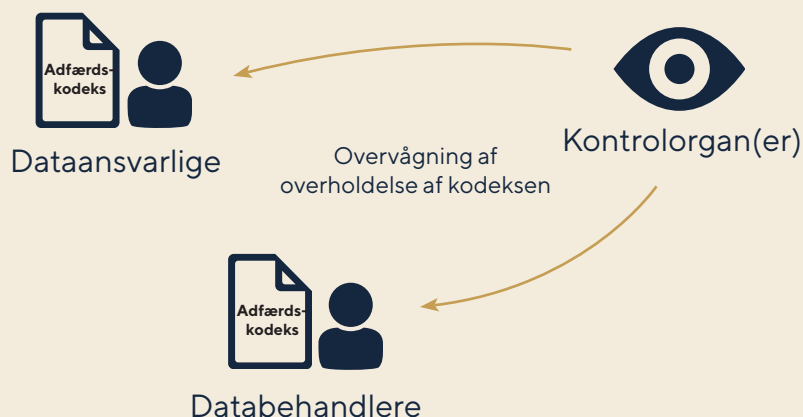 Adfærds-
kodeks
Dataansvarlige
Kontrolorgan(er)
Overvågning af
overholdelse af kodeksen
Adfærds-
kodeks
Databehandlere